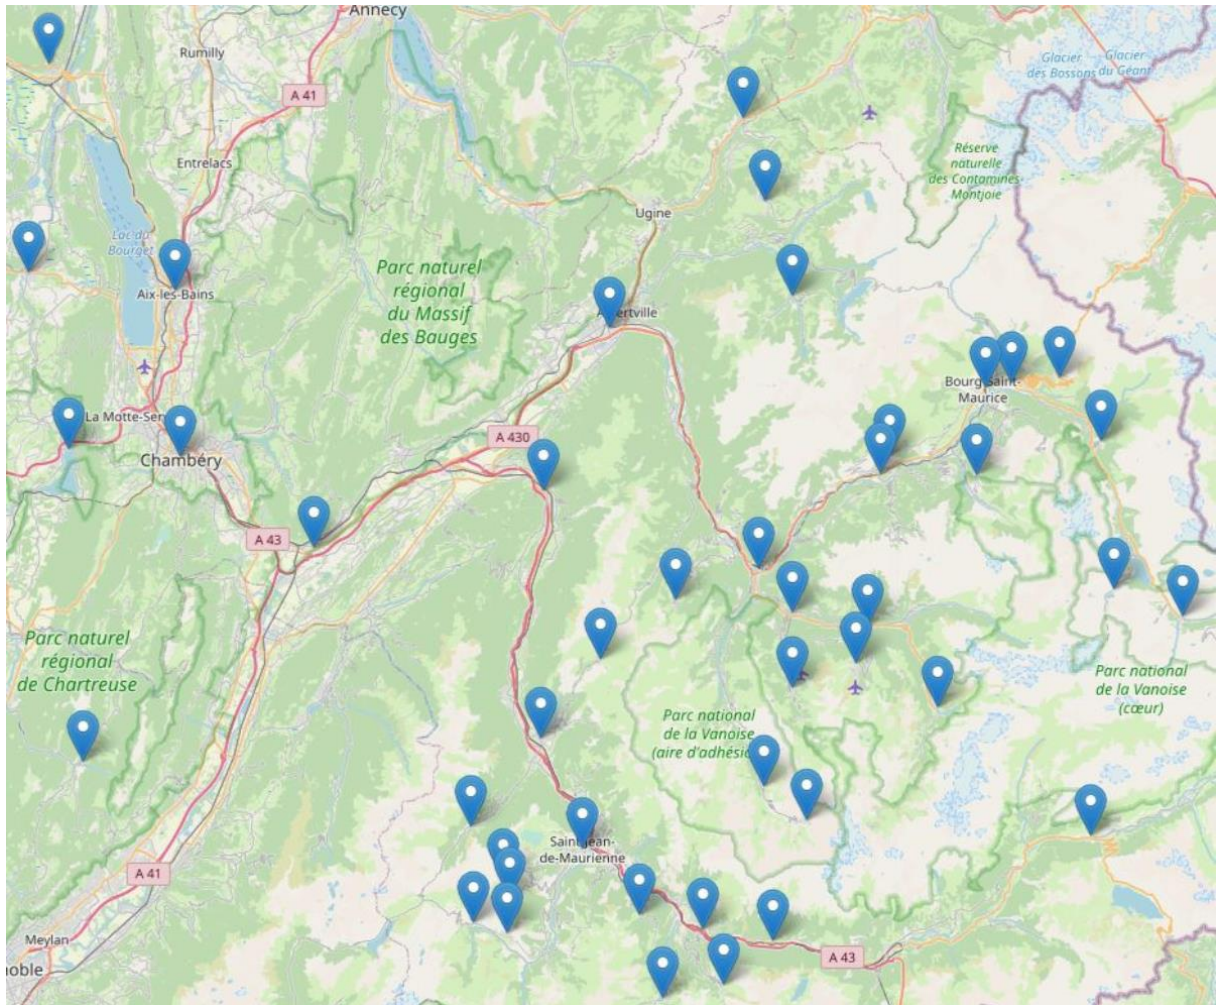 Annecy
Rumilly
A 41
Glacier
des Bossons
Glacier
du Géant
Entrelacs
Réserve
naturelle
des Contamines-
Montjoie
Ugine
Lac du
Bourget
Parc naturel
régional
du Massif
des Bauges
Aix-les-Bains
Bourg-Saint-
Maurice
La Motte-Ser
Chambéry
A 430
A 43
Parc naturel
régional
de Chartreuse
Parc national
de la Vanoise
(cœur)
Parc national
de la Vanoise
(aire d'adhési
Saint-Jean-
de-Maurienne
A 41
Meylan
noble
A 43